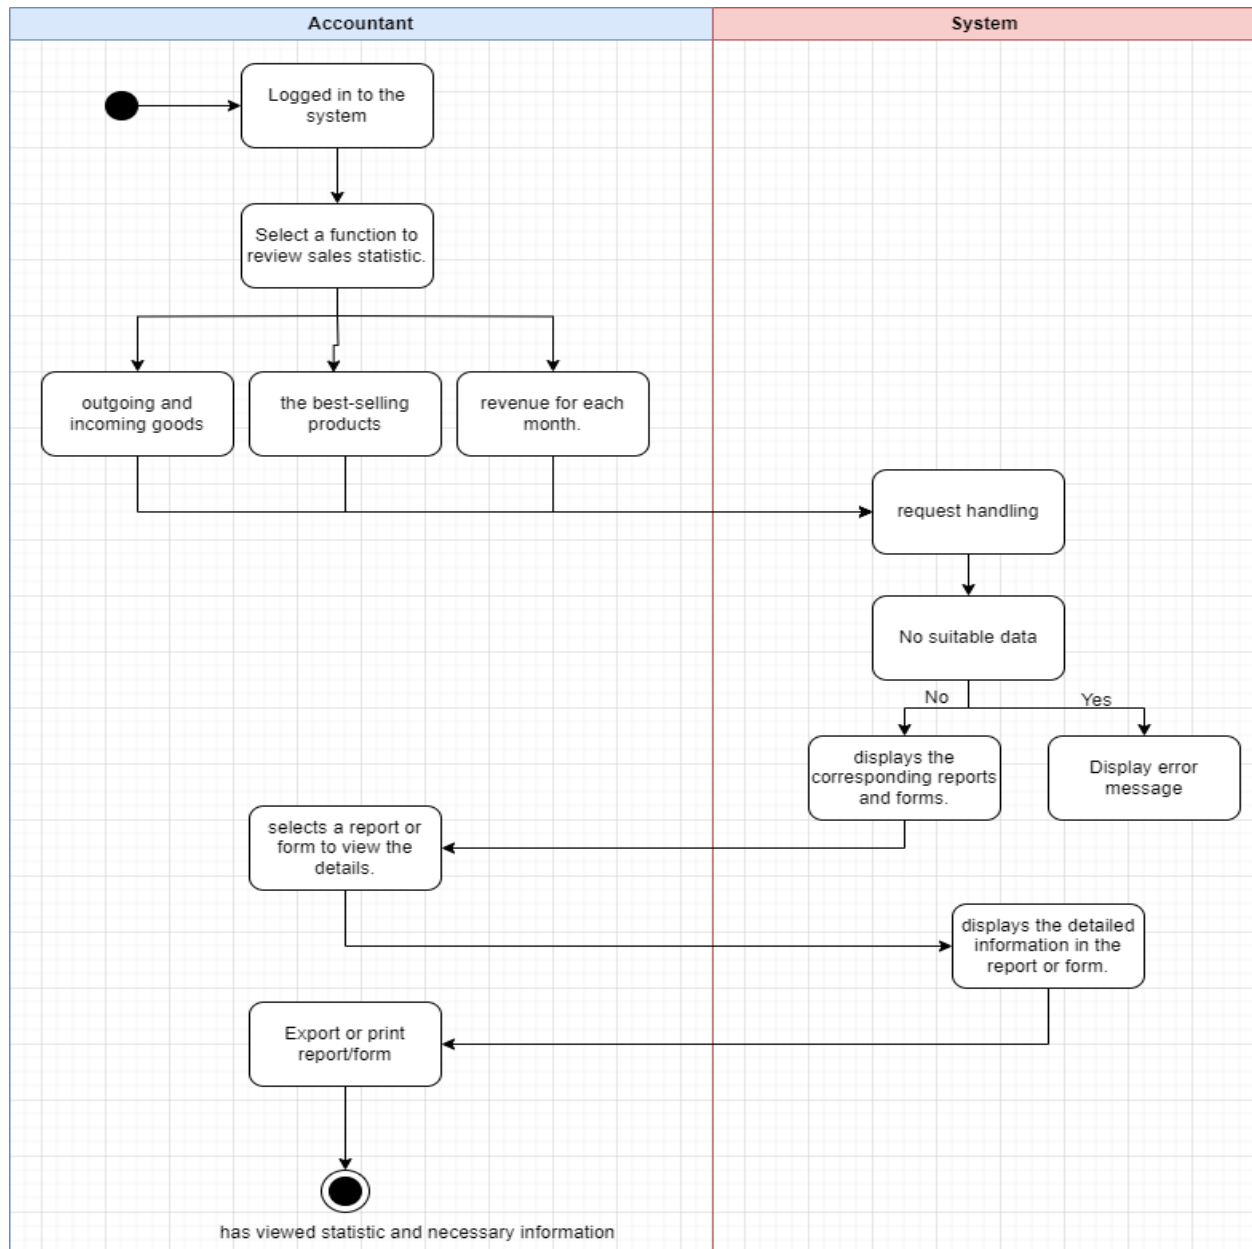 Accountant
System
Logged in to the
system
Select a function to
review sales statistic.
outgoing and
incoming goods
the best-selling
products
revenue for each
month.
request handling
No suitable data
No
Yes
displays the
corresponding reports
and forms.
Display error
message
selects a report or
form to view the
details.
displays the detailed
information in the
report or form.
Export or print
report/form
has viewed statistic and necessary information